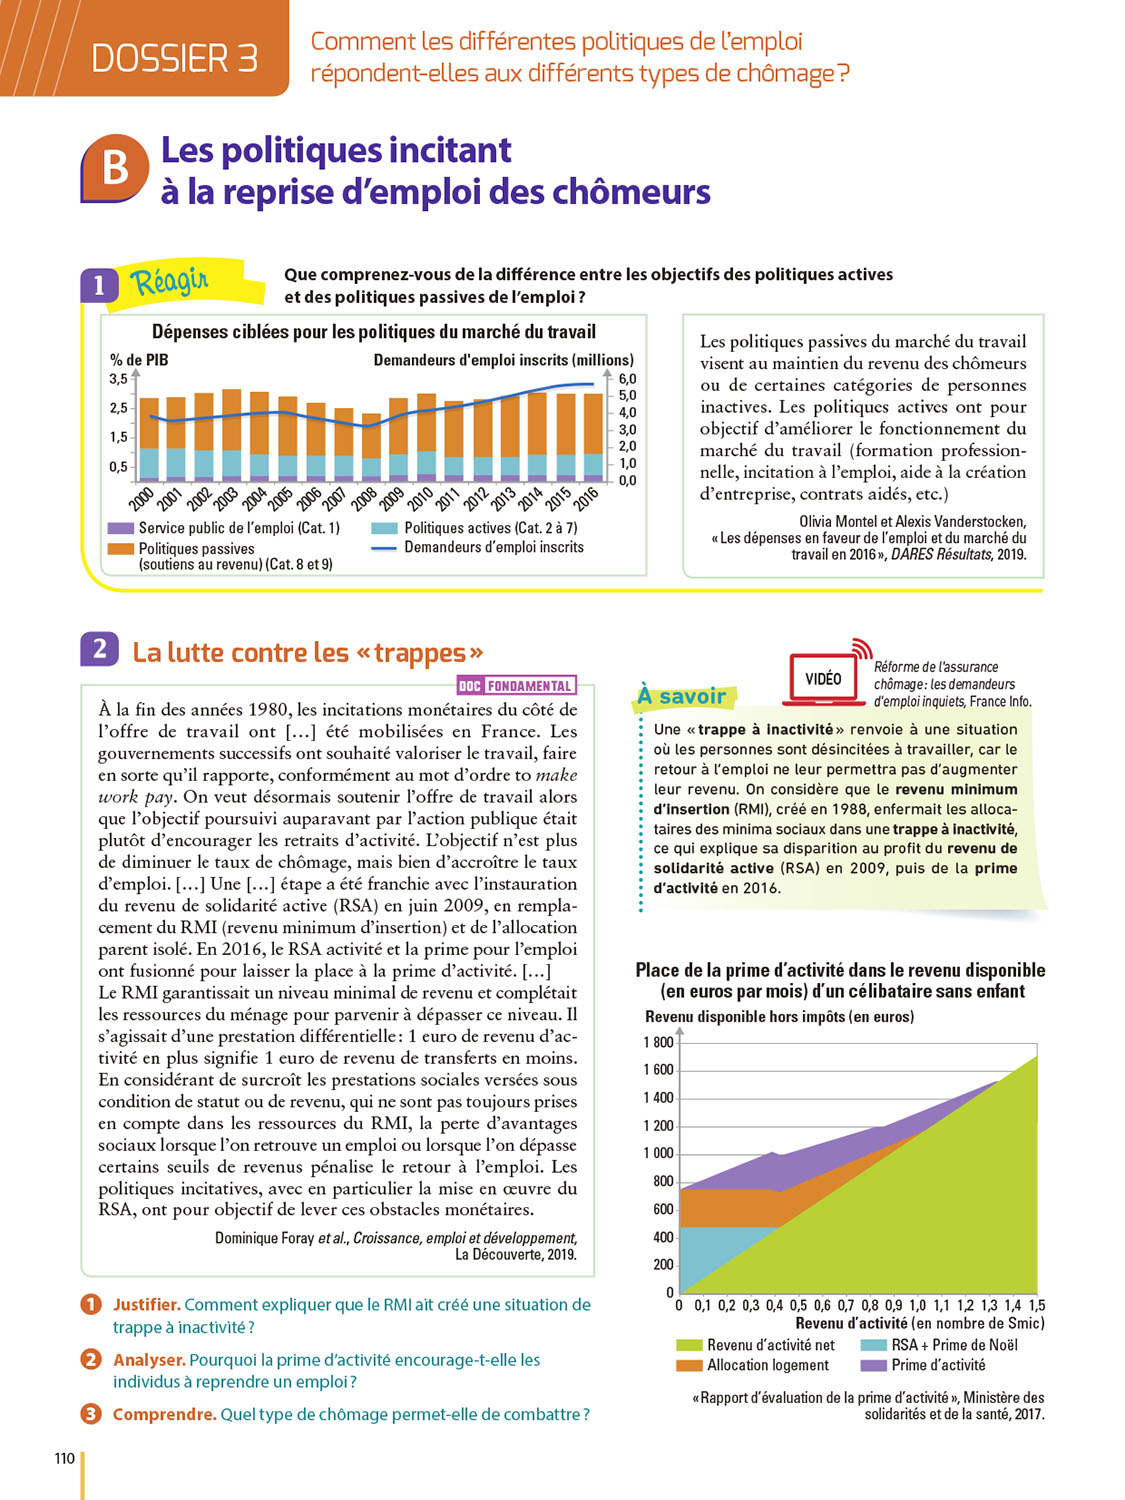 DOSSIER 3
Comment les différentes politiques de l'emploi
répondent-elles aux différents types de chômage ?
B
Les politiques incitant
à la reprise d'emploi des chômeurs
1
Réagir
Que comprenez-vous de la différence entre les objectifs des politiques actives
et des politiques passives de l'emploi ?
Dépenses ciblées pour les politiques du marché du travail
% de PIB
Demandeurs d'emploi inscrits (millions)
3,5
2,5
1,5
0,5
6,0
5,0
4,0
3,0
2,0
1,0
0,0
2000 2001 2002 2003 2004 2005 2006 2007 2008 2009 2010 2011 2012 2013 2014 2015 2016
Service public de l'emploi (Cat. 1)
Politiques actives (Cat. 2 à 7)
Politiques passives
(soutiens au revenu) (Cat. 8 et 9)
Demandeurs d'emploi inscrits
Les politiques passives du marché du travail
visent au maintien du revenu des chômeurs
ou de certaines catégories de personnes
inactives. Les politiques actives ont pour
objectif d'améliorer le fonctionnement du
marché du travail (formation profession-
nelle, incitation à l'emploi, aide à la création
d'entreprise, contrats aidés, etc.)
Olivia Montel et Alexis Vanderstocken,
« Les dépenses en faveur de l'emploi et du marché du
travail en 2016 », DARES Résultats, 2019.
2
La lutte contre les « trappes »
DOC FONDAMENTAL
À la fin des années 1980, les incitations monétaires du côté de
l'offre de travail ont [...] été mobilisées en France. Les
gouvernements successifs ont souhaité valoriser le travail, faire
en sorte qu'il rapporte, conformément au mot d'ordre to make
work pay. On veut désormais soutenir l'offre de travail alors
que l'objectif poursuivi auparavant par l'action publique était
plutôt d'encourager les retraits d'activité. L'objectif n'est plus
de diminuer le taux de chômage, mais bien d'accroître le taux
d'emploi. [...] Une [...] étape a été franchie avec l'instauration
du revenu de solidarité active (RSA) en juin 2009, en rempla-
cement du RMI (revenu minimum d'insertion) et de l'allocation
parent isolé. En 2016, le RSA activité et la prime pour l'emploi
ont fusionné pour laisser la place à la prime d'activité. [...]
Le RMI garantissait un niveau minimal de revenu et complétait
les ressources du ménage pour parvenir à dépasser ce niveau. Il
s'agissait d'une prestation différentielle : 1 euro de revenu d'ac-
tivité en plus signifie 1 euro de revenu de transferts en moins.
En considérant de surcroît les prestations sociales versées sous
condition de statut ou de revenu, qui ne sont pas toujours prises
en compte dans les ressources du RMI, la perte d'avantages
sociaux lorsque l'on retrouve un emploi ou lorsque l'on dépasse
certains seuils de revenus pénalise le retour à l'emploi. Les
politiques incitatives, avec en particulier la mise en œuvre du
RSA, ont pour objectif de lever ces obstacles monétaires.
Dominique Foray et al., Croissance, emploi et développement,
La Découverte, 2019.
1 Justifier. Comment expliquer que le RMI ait créé une situation de
trappe à inactivité ?
2 Analyser. Pourquoi la prime d'activité encourage-t-elle les
individus à reprendre un emploi ?
3 Comprendre. Quel type de chômage permet-elle de combattre ?
VIDÉO
Réforme de l'assurance
chômage : les demandeurs
d'emploi inquiets, France Info.
À savoir
Une « trappe à inactivité » renvoie à une situation
où les personnes sont désincitées à travailler, car le
retour à l'emploi ne leur permettra pas d'augmenter
leur revenu. On considère que le revenu minimum
d'insertion (RMI), créé en 1988, enfermait les alloca-
taires des minima sociaux dans une trappe à inactivité,
ce qui explique sa disparition au profit du revenu de
solidarité active (RSA) en 2009, puis de la prime
d'activité en 2016.
Place de la prime d'activité dans le revenu disponible
(en euros par mois) d'un célibataire sans enfant
Revenu disponible hors impôts (en euros)
1 800
1 600
1 400
1 200
1 000
800
600
400
200
0
0 0,1 0,2 0,3 0,4 0,5 0,6 0,7 0,8 0,9 1,0 1,1 1,2 1,3 1,4 1,5
Revenu d'activité (en nombre de Smic)
Revenu d'activité net
RSA + Prime de Noël
Allocation logement
Prime d'activité
« Rapport d'évaluation de la prime d'activité », Ministère des
solidarités et de la santé, 2017.
110